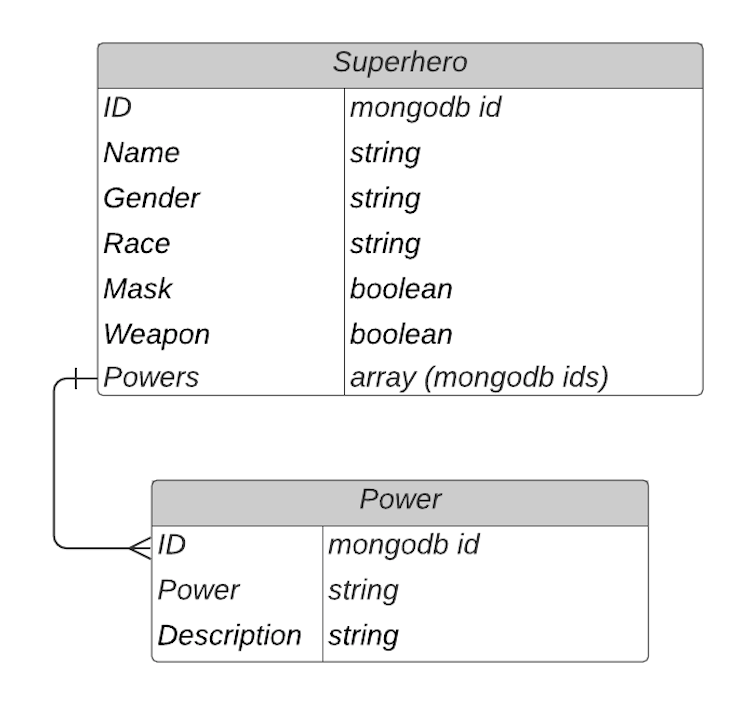 Superhero
ID mongodb id
Name string
Gender string
Race string
Mask boolean
Weapon boolean
Powers array (mongodb ids)
Power
ID mongodb id
Power string
Description string